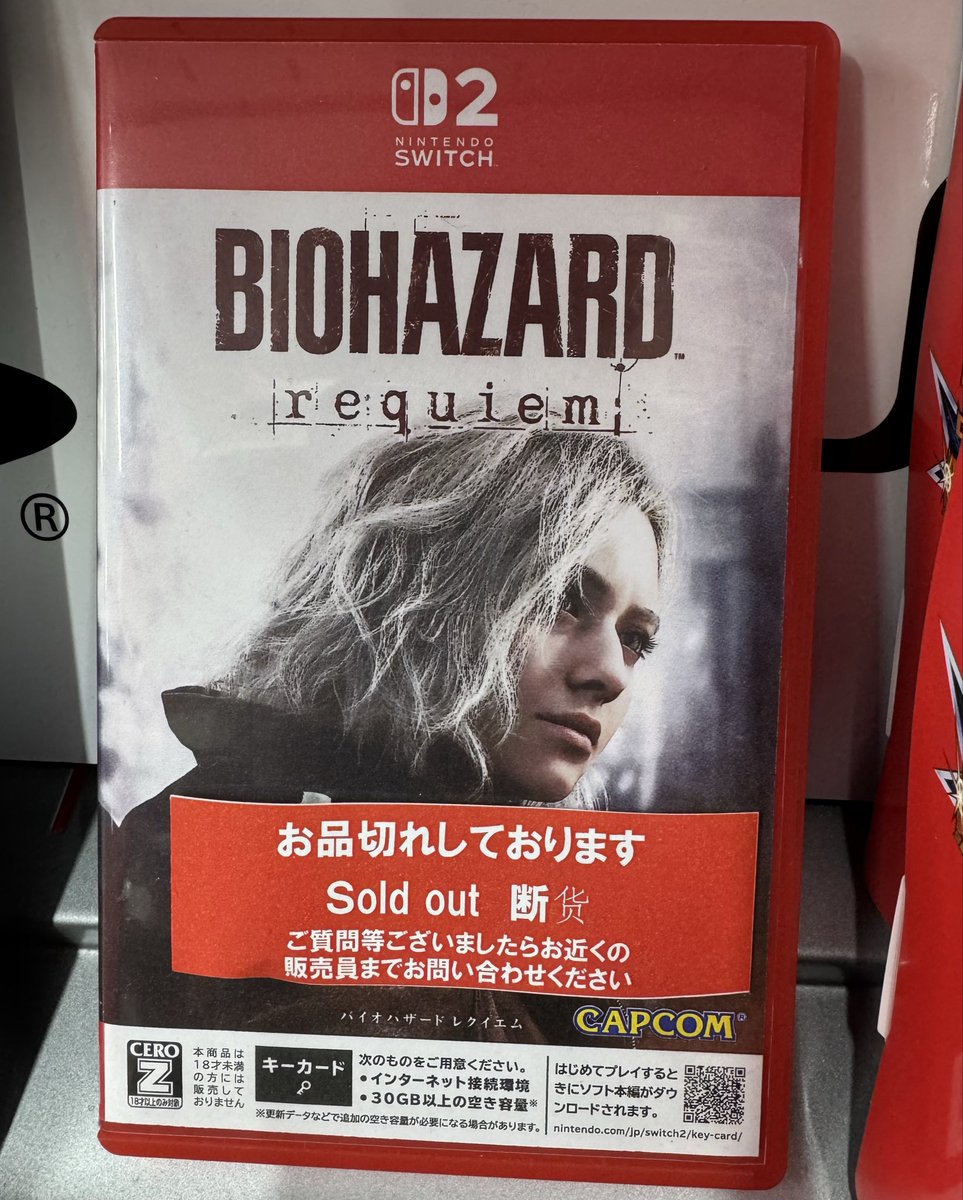 2
NINTENDO
SWITCH
BIOHAZARD™
requiem
®
お品切れしております
Sold out 断货
ご質問等ございましたらお近くの
販売員までお問い合わせください
バイオハザード レクイエム
CAPCOM®
CERO
Z
18才以上のみ対象
本商品は
18才未満
の方には
販売して
おりません
キーカード
次のものをご用意ください。
•インターネット接続環境
•30GB以上の空き容量※
※更新データなどで追加の空き容量が必要になる場合があります。
はじめてプレイすると
きにソフト本編がダウ
ンロードされます。
nintendo.com/jp/switch2/key-card/